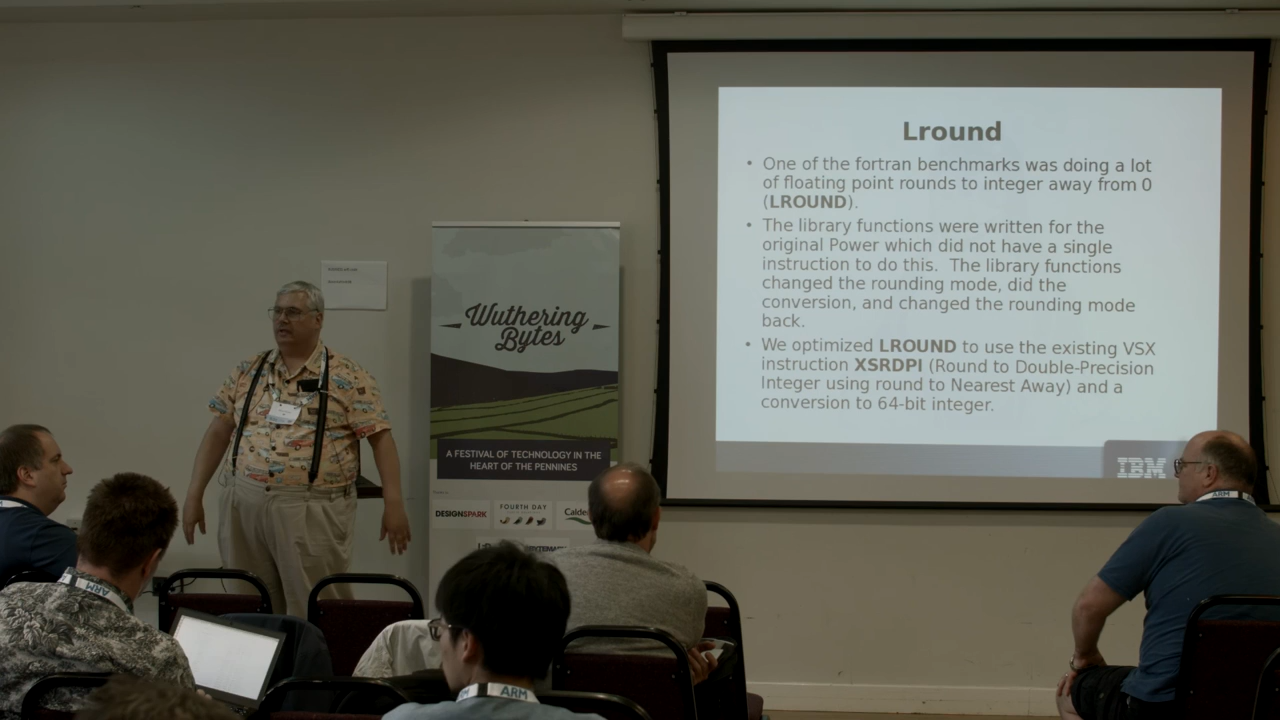 Lround
• One of the fortran benchmarks was doing a lot
of floating point rounds to integer away from 0
(LROUND).
• The library functions were written for the
original Power which did not have a single
instruction to do this. The library functions
changed the rounding mode, did the
conversion, and changed the rounding mode
back.
• We optimized LROUND to use the existing VSX
instruction XSRDPI (Round to Double-Precision
Integer using round to Nearest Away) and a
conversion to 64-bit integer.
IBM
Wuthering
Bytes
A FESTIVAL OF TECHNOLOGY IN THE
HEART OF THE PENNINES
DESIGNSPARK
FOURTH DAY
ARM
ARM
ARM